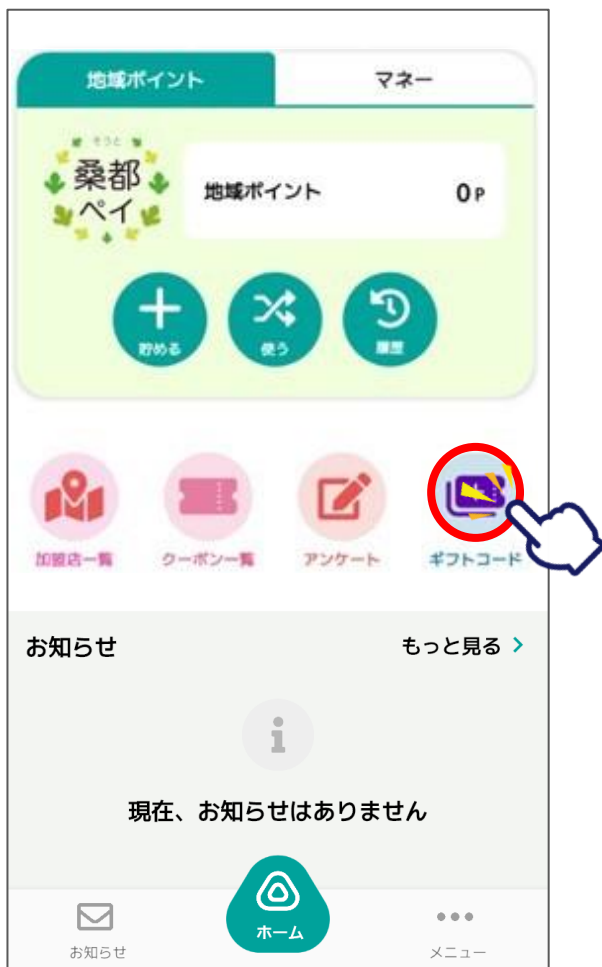 地域ポイント
マネー
そうと
桑都
ペイ
地域ポイント 0P
貯める
使う
履歴
加盟店一覧
クーポン一覧
アンケート
ギフトコード
お知らせ
もっと見る
現在、お知らせはありません
お知らせ
ホーム
メニュー